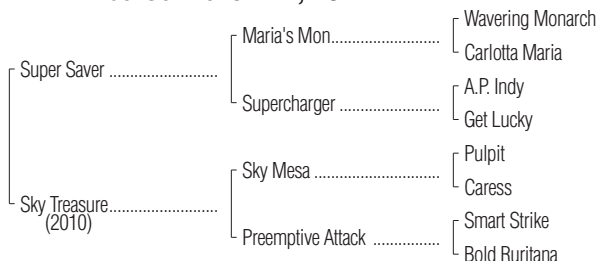 Wavering Monarch
Maria's Mon
Carlotta Maria
Super Saver
A.P. Indy
Supercharger
Get Lucky
Pulpit
Sky Mesa
Caress
Sky Treasure
(2010)
Smart Strike
Preemptive Attack
Bold Ruritana